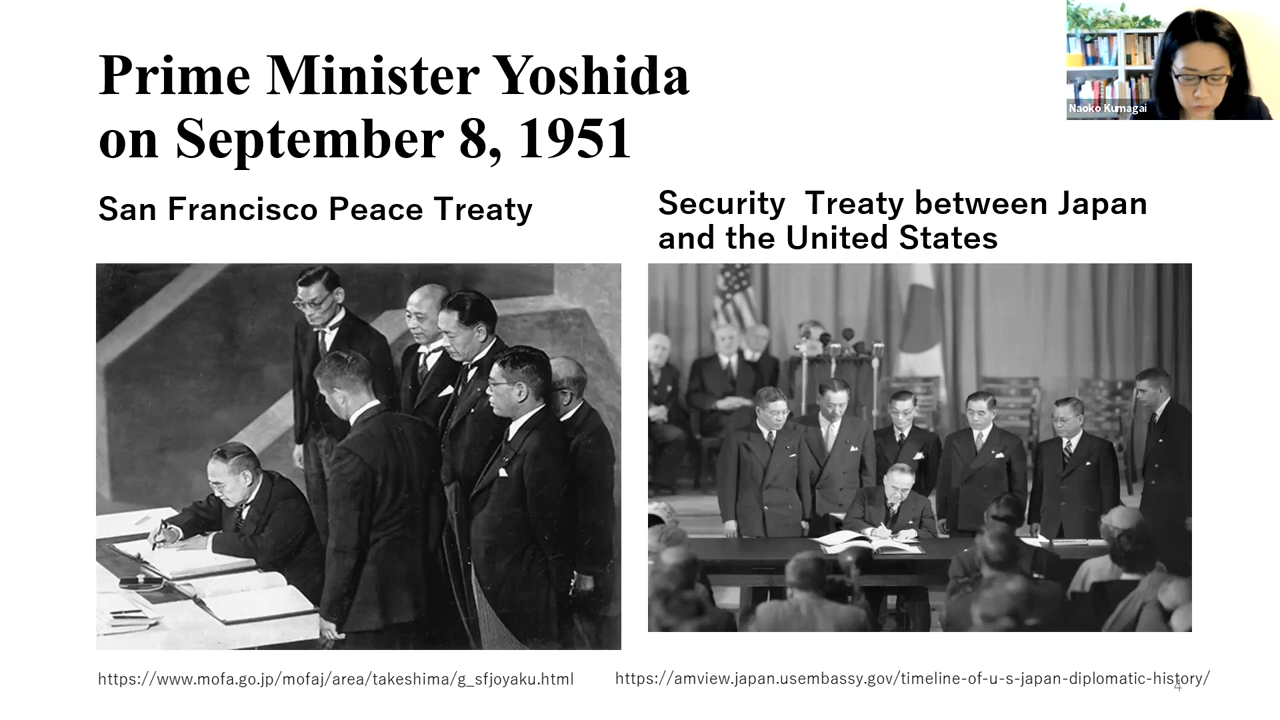 Prime Minister Yoshida
on September 8, 1951
Naoko Kumagai
San Francisco Peace Treaty
Security Treaty between Japan
and the United States
https://www.mofa.go.jp/mofaj/area/takeshima/g_sfjoyaku.html
https://amview.japan.usembassy.gov/timeline-of-u-s-japan-diplomatic-history/
4